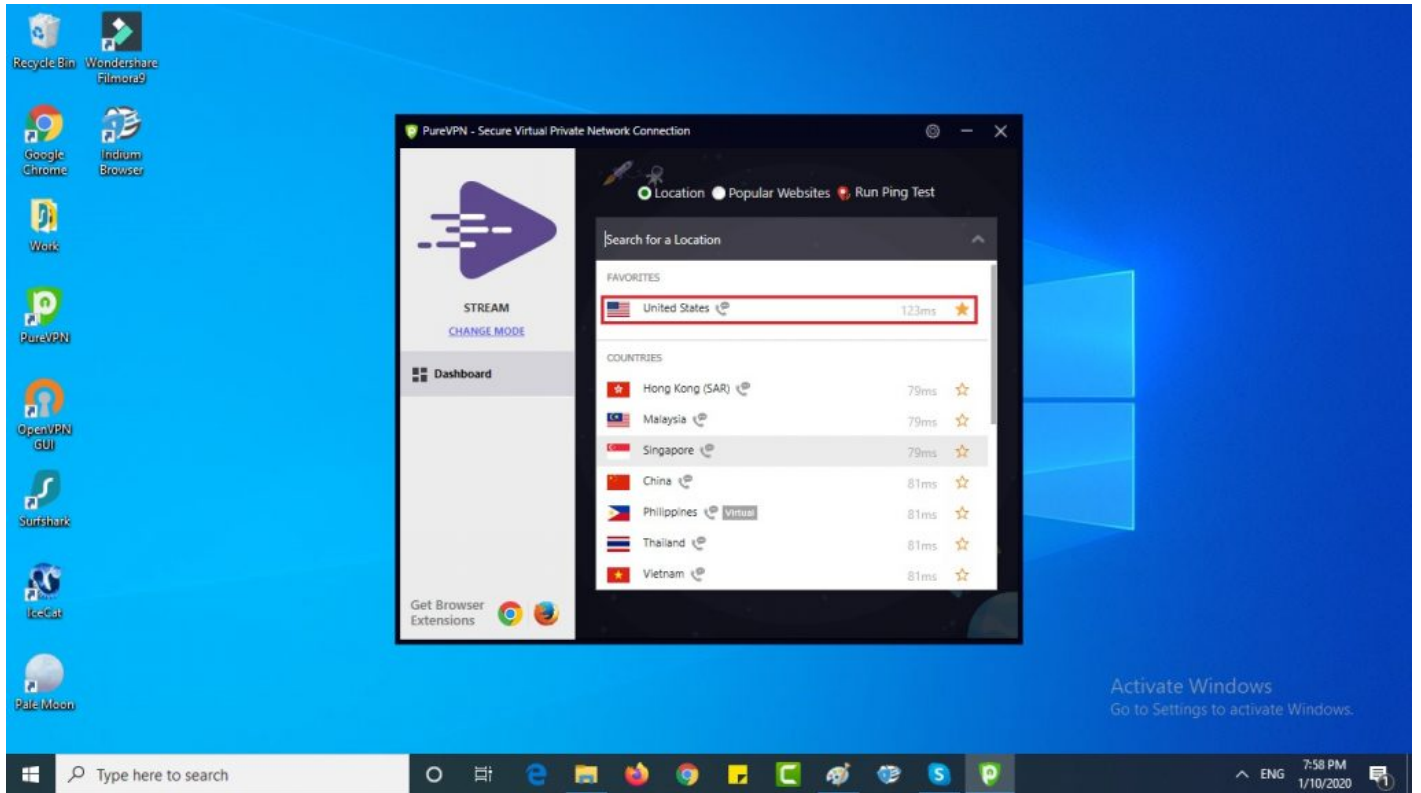 Recycle Bin
Wondershare
Filmora9
Google
Chrome
Iridium
Browser
Work
PureVPN
OpenVPN
GUI
Surfshark
IceCat
Pale Moon
PureVPN - Secure Virtual Private Network Connection
STREAM
CHANGE MODE
Dashboard
Get Browser
Extensions
Location Popular Websites Run Ping Test
Search for a Location
FAVORITES
United States 123ms
COUNTRIES
Hong Kong (SAR) 79ms
Malaysia 79ms
Singapore 79ms
China 81ms
Philippines Virtual 81ms
Thailand 81ms
Vietnam 81ms
Activate Windows
Go to Settings to activate Windows.
Type here to search
ENG
7:58 PM
1/10/2020
1